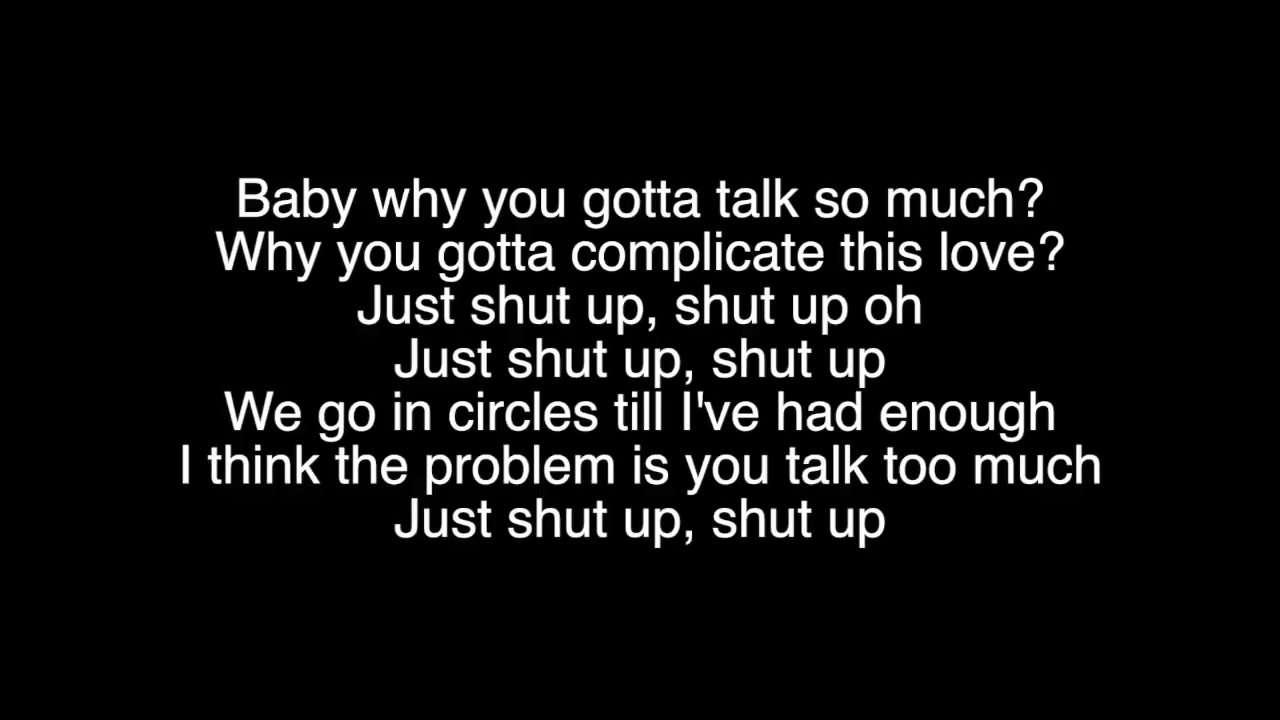 Baby why you gotta talk so much?
Why you gotta complicate this love?
Just shut up, shut up oh
Just shut up, shut up
We go in circles till I've had enough
I think the problem is you talk too much
Just shut up, shut up